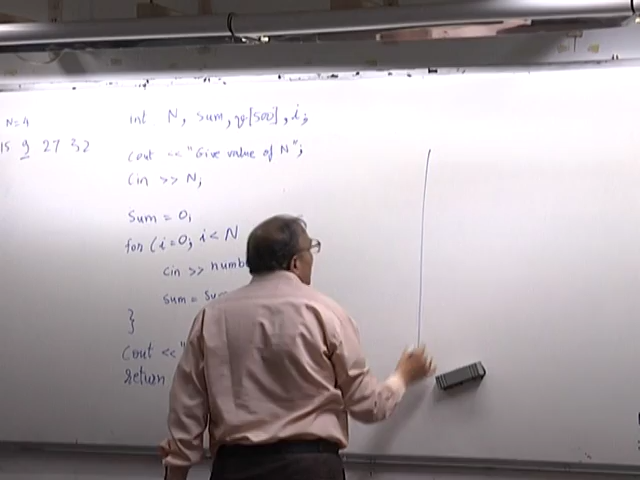 N=4
15 9 27 32
int N, sum, q[500], i;
cout << "Give value of N";
Cin >> N;
Sum = 0;
for (i=0; i < N
cin >> numb
sum = su
}
Cout << "
return